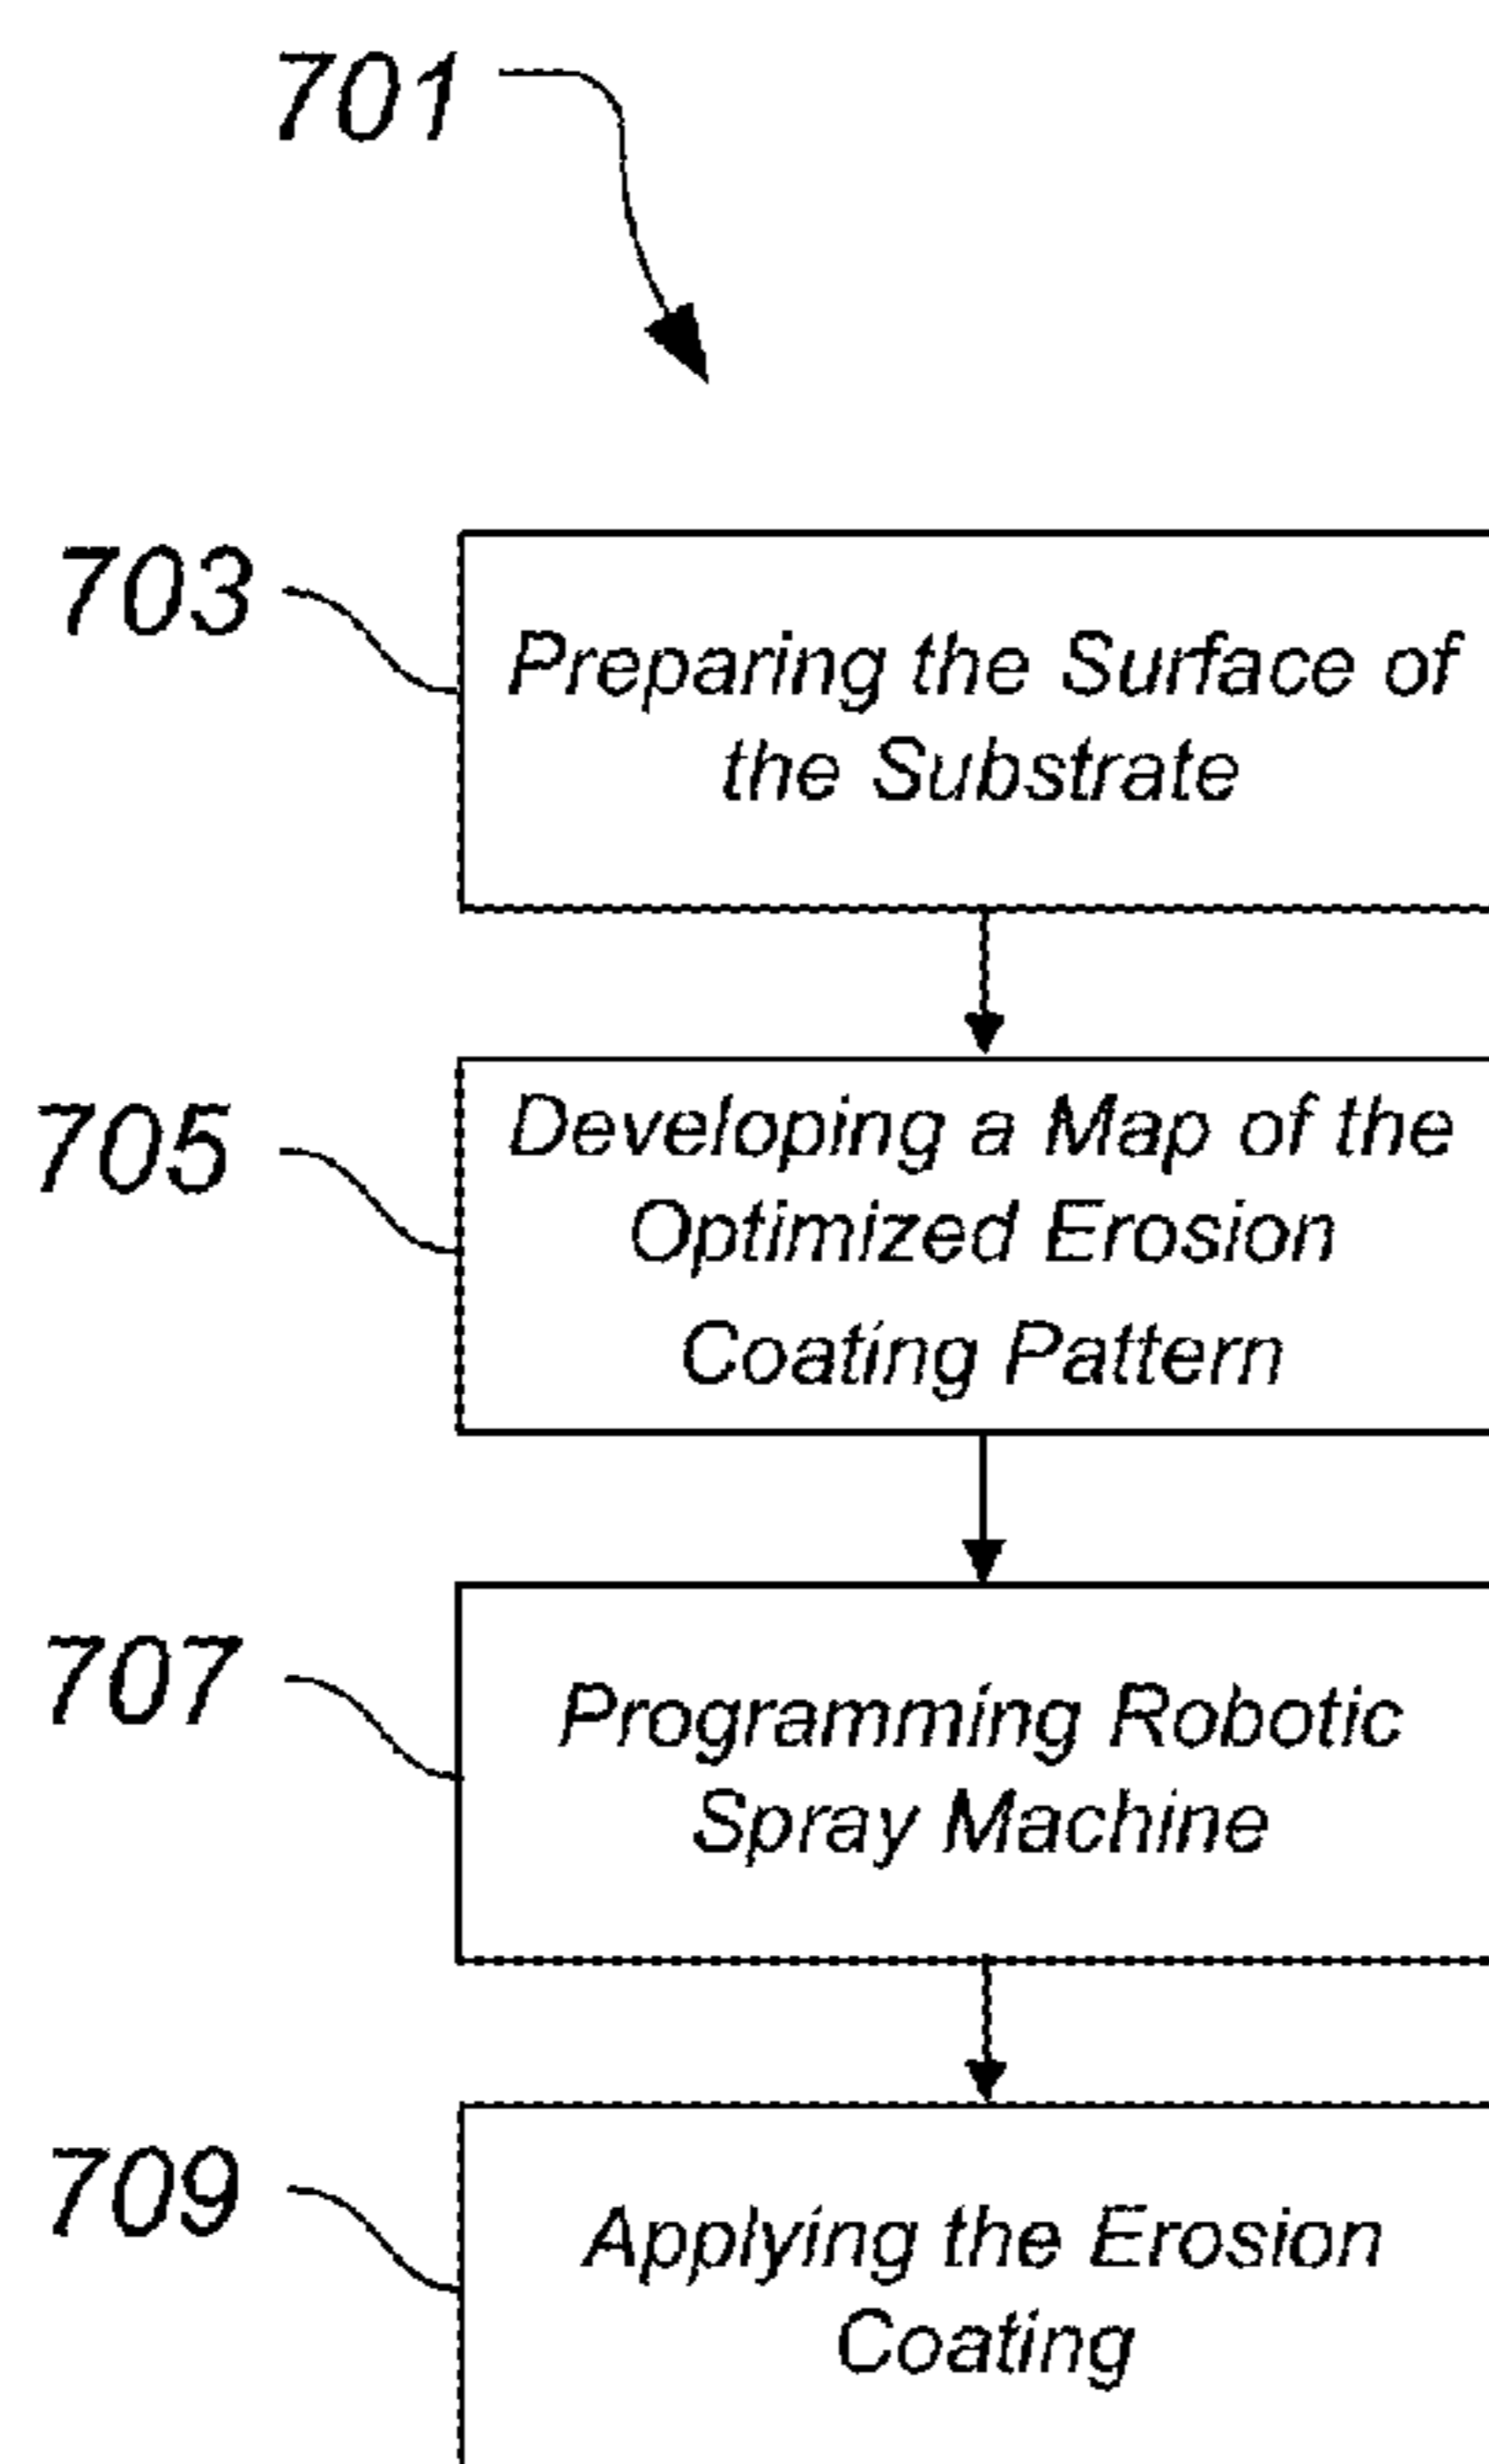 701
703
Preparing the Surface of
the Substrate
705
Developing a Map of the
Optimized Erosion
Coating Pattern
707
Programming Robotic
Spray Machine
709
Applying the Erosion
Coating